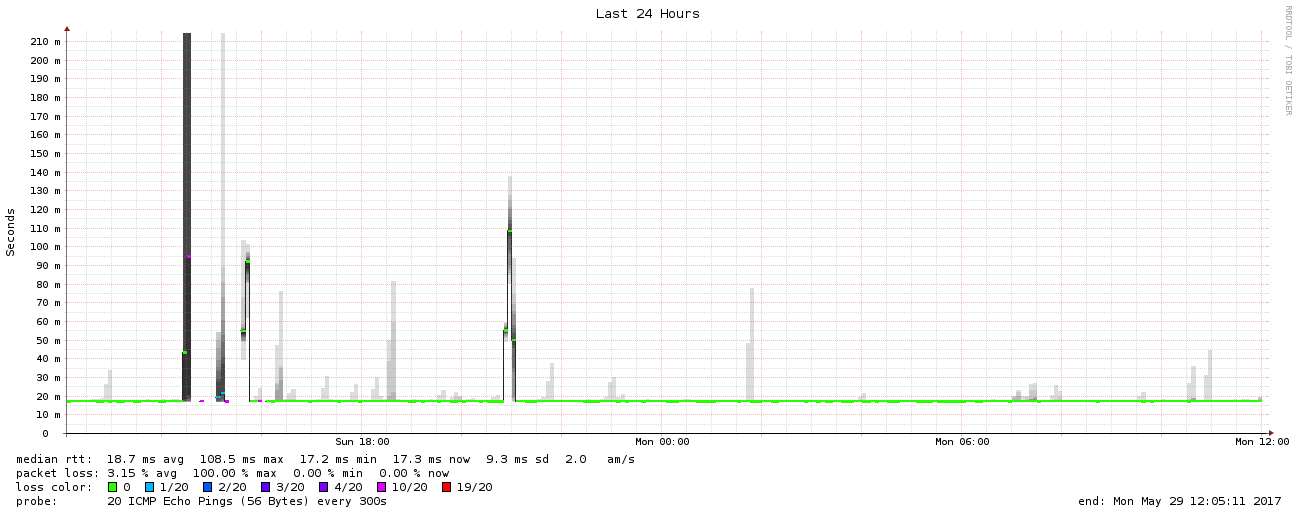 Last 24 Hours
RRDTOOL / TOBI OETIKER
210 m
200 m
190 m
180 m
170 m
160 m
150 m
140 m
130 m
120 m
110 m
100 m
90 m
80 m
70 m
60 m
50 m
40 m
30 m
20 m
10 m
0
Seconds
Sun 18:00 Mon 00:00 Mon 06:00 Mon 12:00
median rtt: 18.7 ms avg 108.5 ms max 17.2 ms min 17.3 ms now 9.3 ms sd 2.0 am/s
packet loss: 3.15 % avg 100.00 % max 0.00 % min 0.00 % now
loss color: 0 1/20 2/20 3/20 4/20 10/20 19/20
probe: 20 ICMP Echo Pings (56 Bytes) every 300s end: Mon May 29 12:05:11 2017